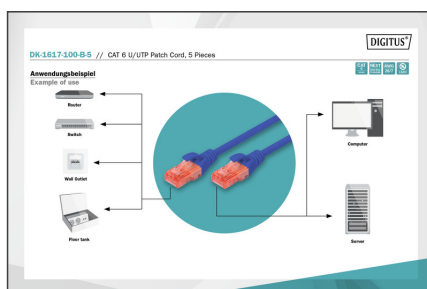 DIGITUS®
DK-1617-100-B-5 // CAT 6 U/UTP Patch Cord, 5 Pieces
Anwendungsbeispiel
Example of use
Router
Switch
Wall Outlet
Floor tank
Computer
Server